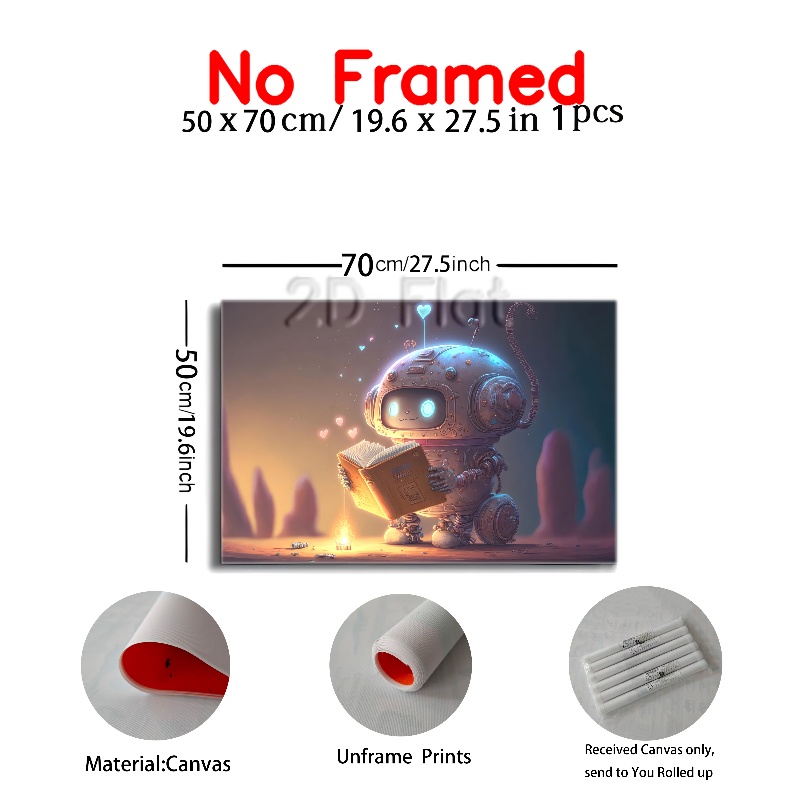 No Framed
50 x 70 cm/ 19.6 x 27.5 in 1pcs
70cm/27.5inch
2D Flat
50cm/19.6inch
Material:Canvas
Unframe Prints
Received Canvas only,
send to You Rolled up